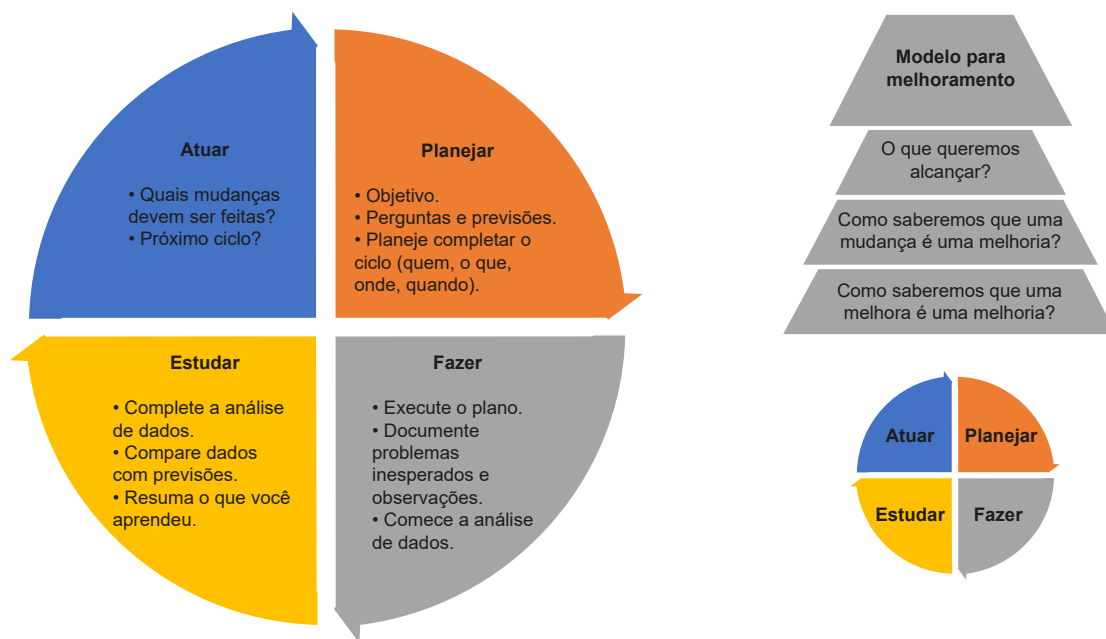 Atuar
• Quais mudanças
devem ser feitas?
• Próximo ciclo?
Planejar
• Objetivo.
• Perguntas e previsões.
• Planeje completar o
ciclo (quem, o que,
onde, quando).
Estudar
• Complete a análise
de dados.
• Compare dados
com previsões.
• Resuma o que você
aprendeu.
Fazer
• Execute o plano.
• Documente
problemas
inesperados e
observações.
• Comece a análise
de dados.
Modelo para
melhoramento
O que queremos
alcançar?
Como saberemos que uma
mudança é uma melhoria?
Como saberemos que uma
melhora é uma melhoria?
Atuar
Planejar
Estudar
Fazer